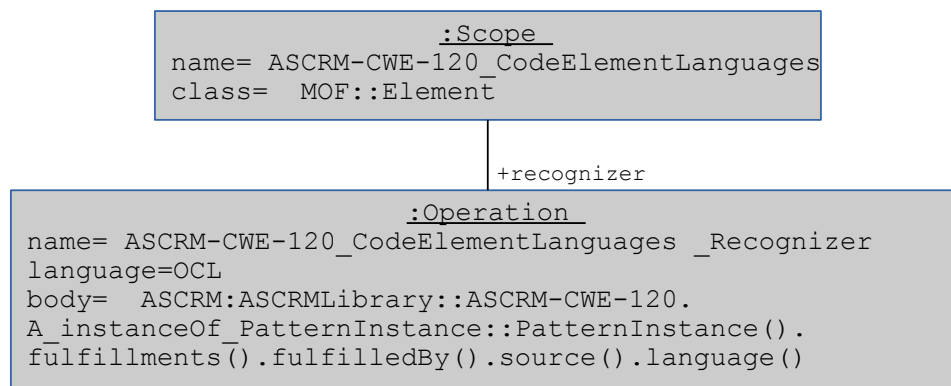 :Scope
name= ASCRM-CWE-120_CodeElementLanguages
class=  MOF::Element
+recognizer
:Operation
name= ASCRM-CWE-120_CodeElementLanguages _Recognizer
language=OCL
body=  ASCRM:ASCRMLibrary::ASCRM-CWE-120.
A_instanceOf_PatternInstance::PatternInstance().
fulfillments().fulfilledBy().source().language()